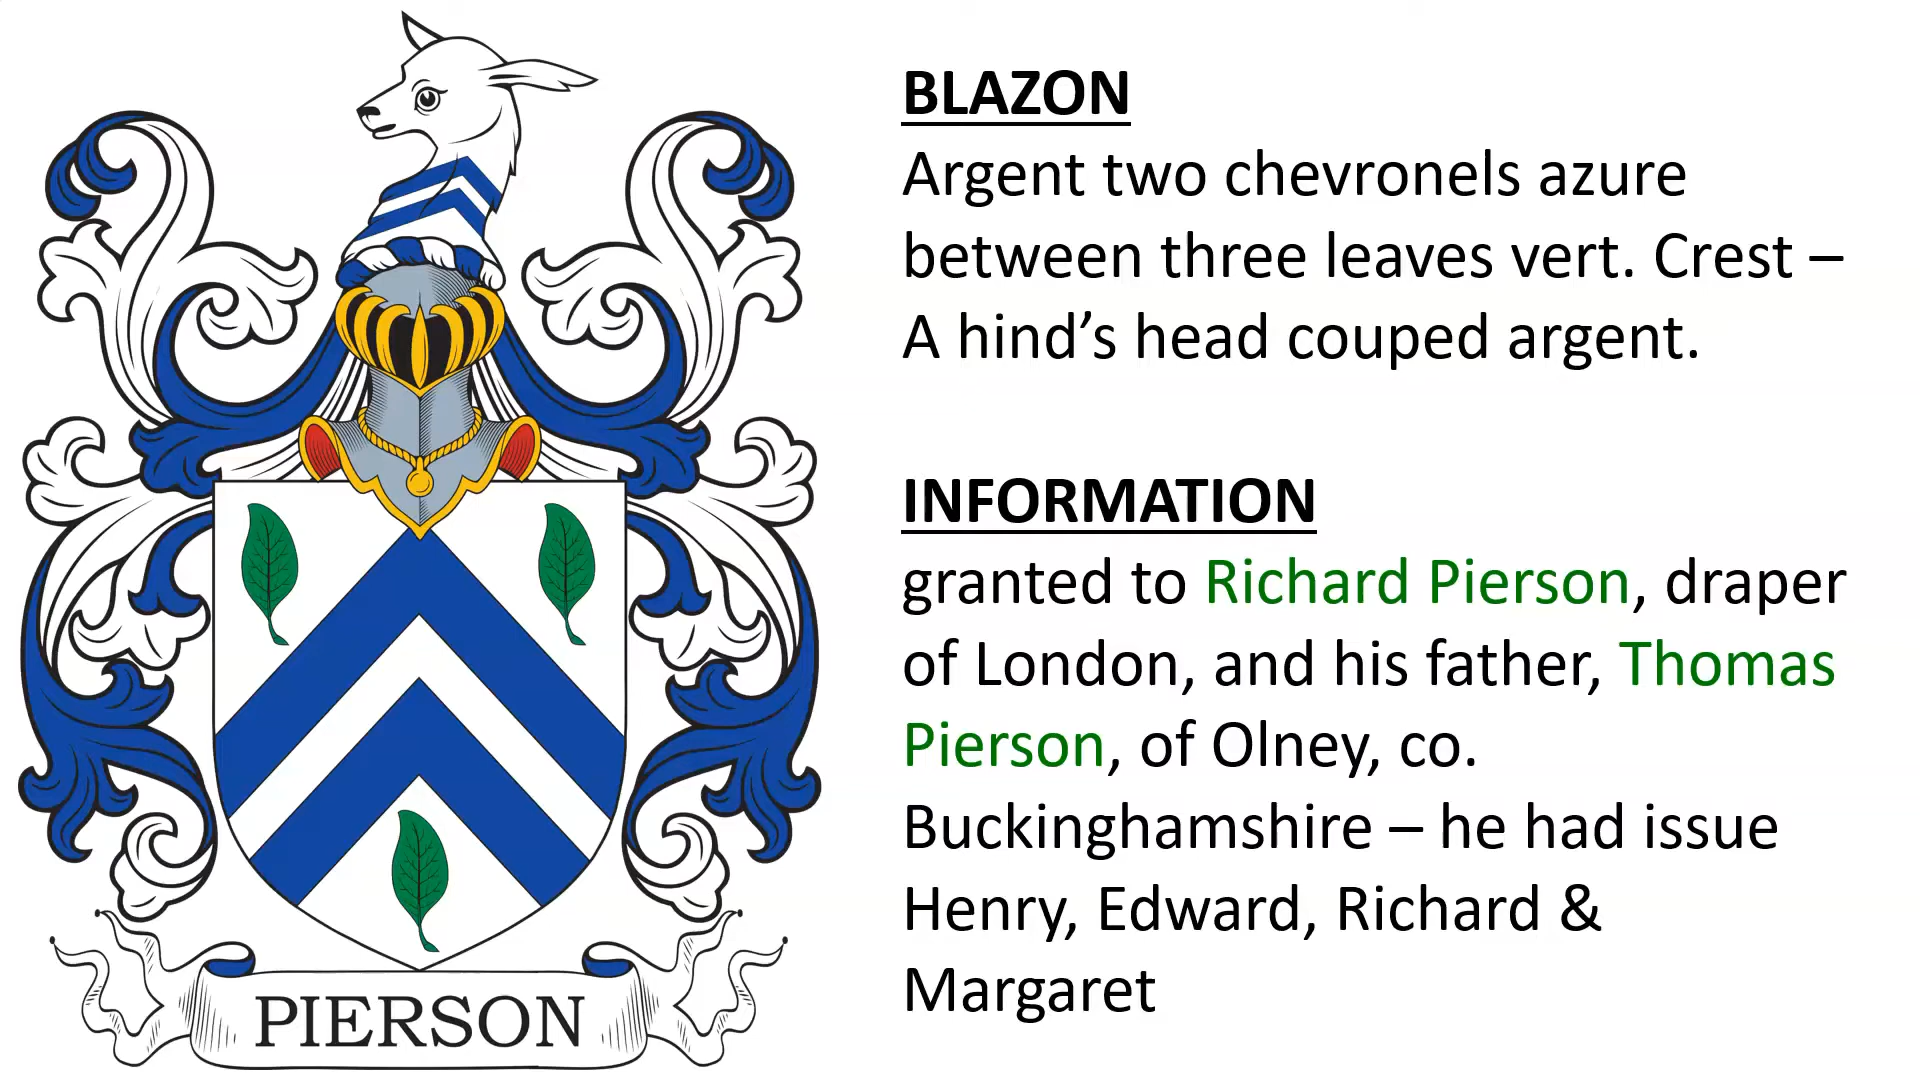 BLAZON
Argent two chevronels azure
between three leaves vert. Crest –
A hind’s head couped argent.
INFORMATION
granted to Richard Pierson, draper
of London, and his father, Thomas
Pierson, of Olney, co.
Buckinghamshire – he had issue
Henry, Edward, Richard &
Margaret
PIERSON